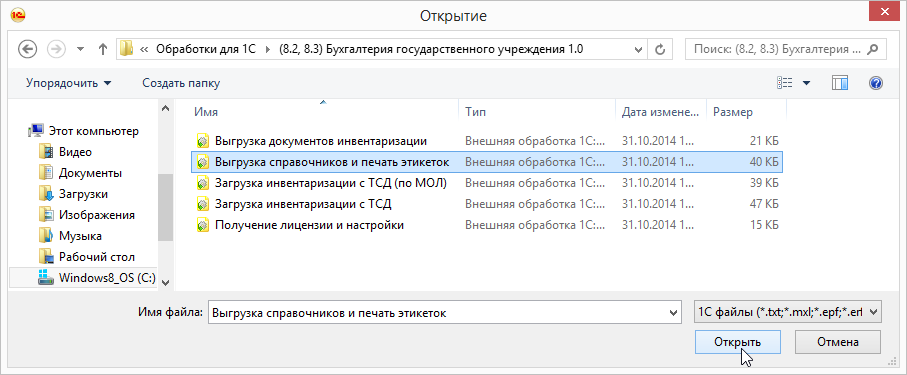 1С
Открытие
« Обработки для 1С ▸ (8.2, 8.3) Бухгалтерия государственного учреждения 1.0
Поиск: (8.2, 8.3) Бухгалтерия ...
Упорядочить Создать папку
Имя Тип Дата измене... Размер
Этот компьютер
Видео
Документы
Загрузки
Изображения
Музыка
Рабочий стол
Windows8_OS (C:)
Выгрузка документов инвентаризации Внешняя обработка 1С:... 31.10.2014 1... 21 КБ
Выгрузка справочников и печать этикеток Внешняя обработка 1С:... 31.10.2014 1... 40 КБ
Загрузка инвентаризации с ТСД (по МОЛ) Внешняя обработка 1С:... 31.10.2014 1... 39 КБ
Загрузка инвентаризации с ТСД Внешняя обработка 1С:... 31.10.2014 1... 47 КБ
Получение лицензии и настройки Внешняя обработка 1С:... 31.10.2014 1... 15 КБ
Имя файла: Выгрузка справочников и печать этикеток 1С файлы (*.txt;*.mxl;*.epf;*.erf
Открыть Отмена